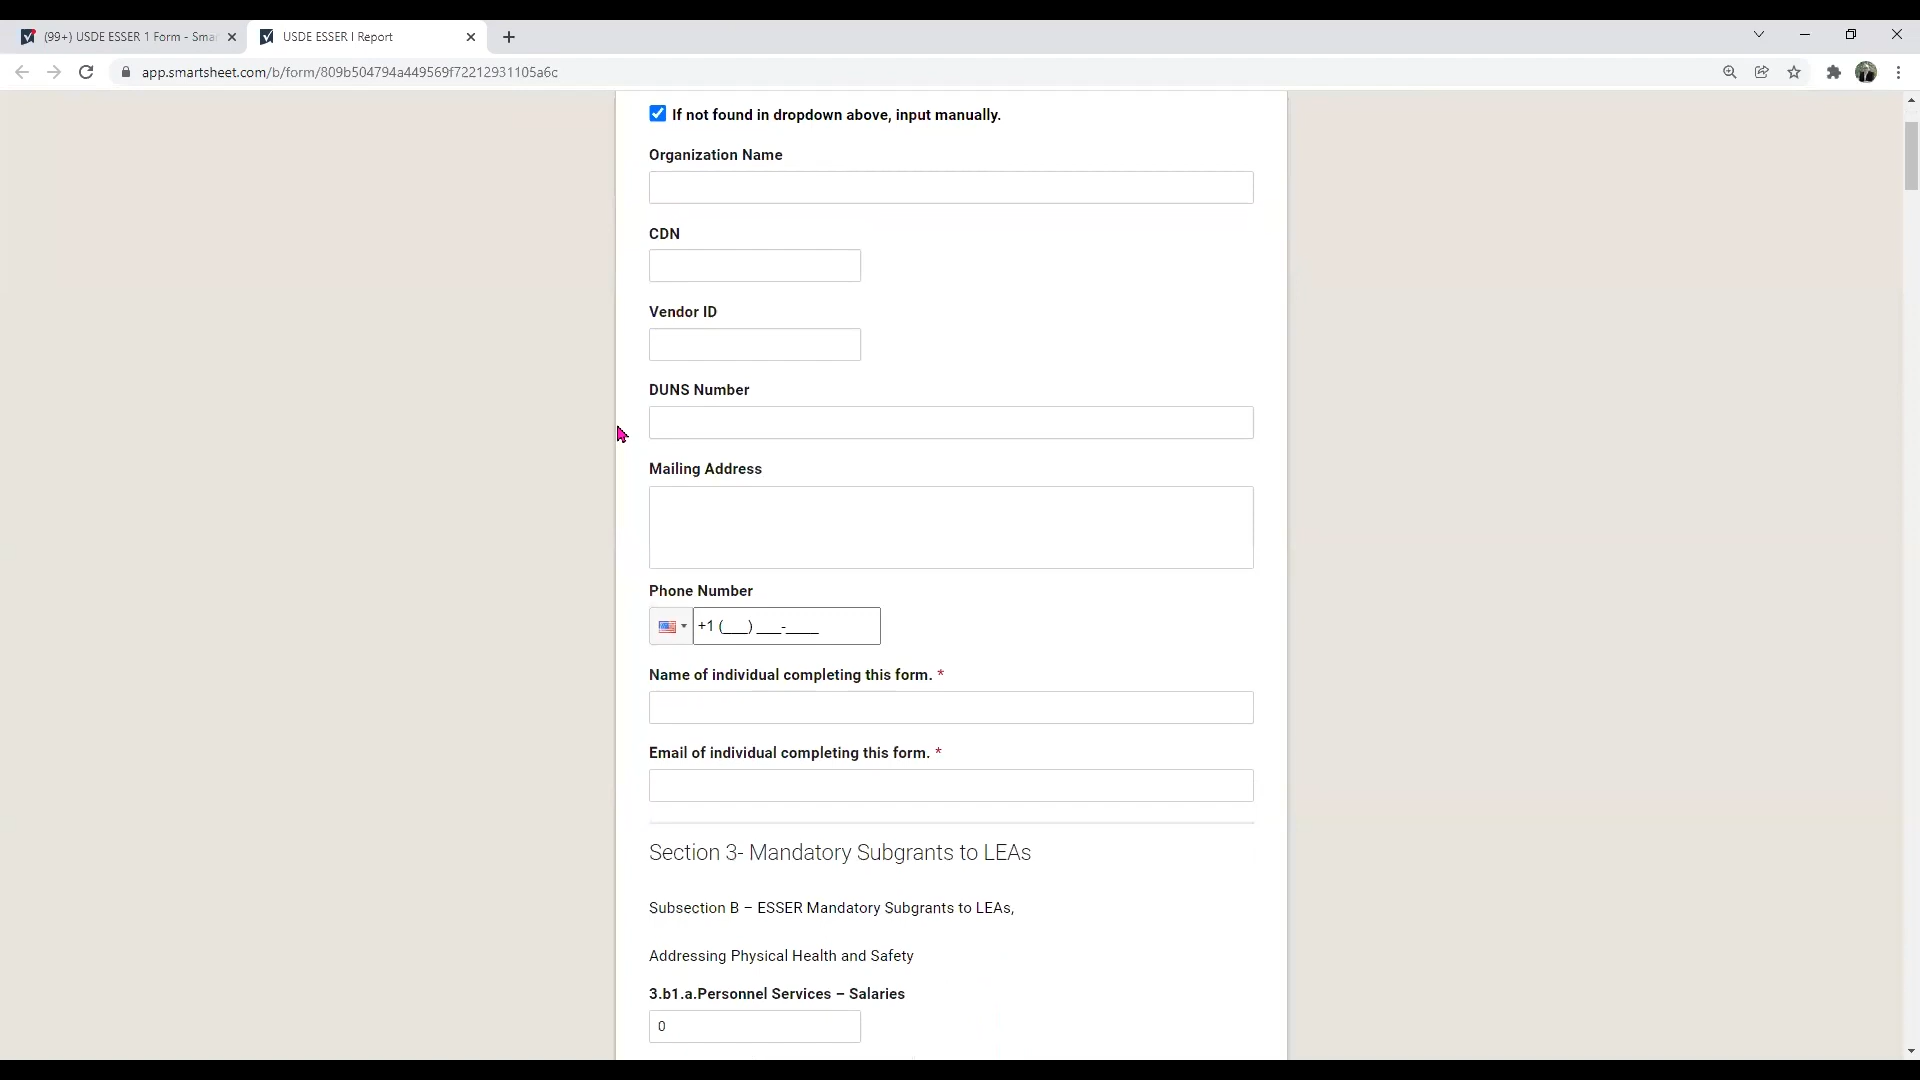 (99+) USDE ESSER 1 Form - Smar
USDE ESSER I Report
app.smartsheet.com/b/form/809b504794a449569f72212931105a6c
If not found in dropdown above, input manually.
Organization Name
CDN
Vendor ID
DUNS Number
Mailing Address
Phone Number
+1 (___) ___-____
Name of individual completing this form. *
Email of individual completing this form. *
Section 3- Mandatory Subgrants to LEAs
Subsection B – ESSER Mandatory Subgrants to LEAs,
Addressing Physical Health and Safety
3.b1.a.Personnel Services – Salaries
0